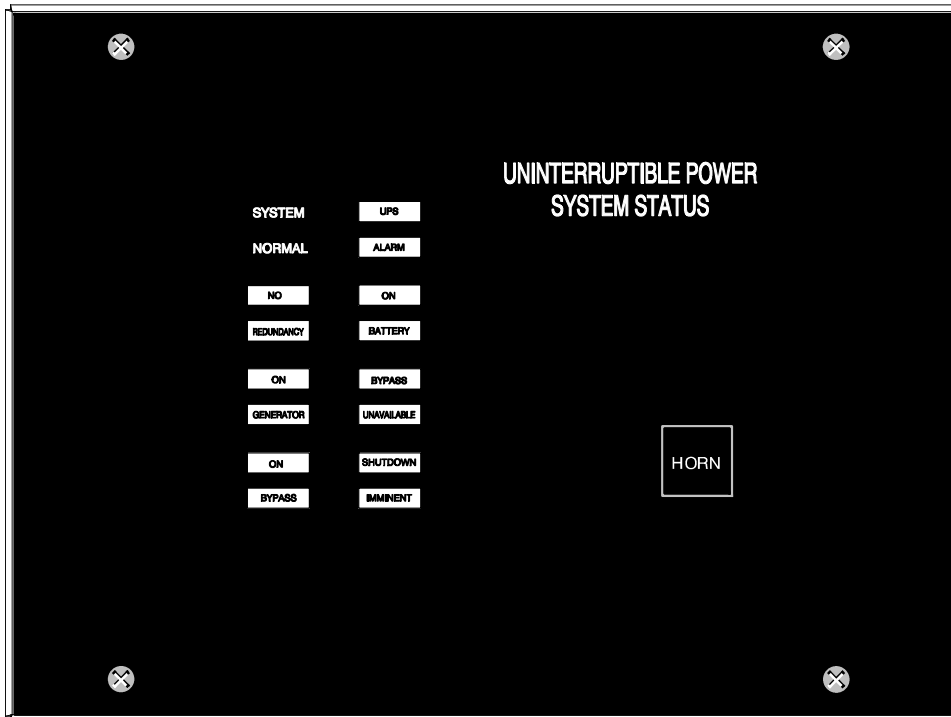 UNINTERRUPTIBLE POWER
SYSTEM STATUS
SYSTEM UPS
NORMAL ALARM
NO ON
REDUNDANCY BATTERY
ON BYPASS
GENERATOR UNAVAILABLE
ON SHUTDOWN
BYPASS IMMINENT
HORN